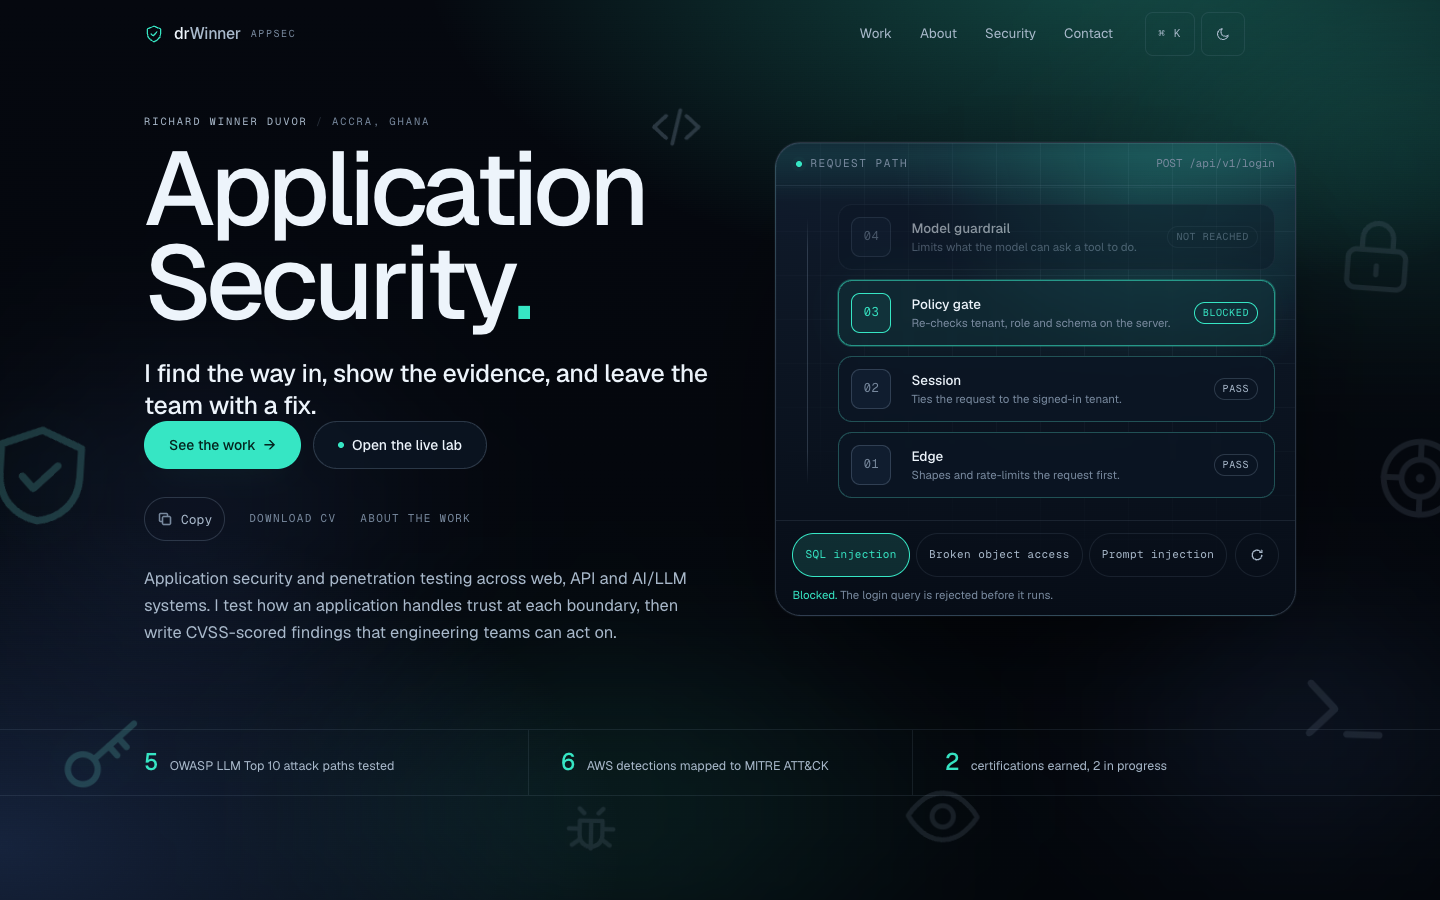 drWinner APPSEC
Work About Security Contact ⌘ K
RICHARD WINNER DUVOR / ACCRA, GHANA
Application
Security.
I find the way in, show the evidence, and leave the
team with a fix.
See the work →
Open the live lab
Copy
DOWNLOAD CV
ABOUT THE WORK
Application security and penetration testing across web, API and AI/LLM
systems. I test how an application handles trust at each boundary, then
write CVSS-scored findings that engineering teams can act on.
REQUEST PATH POST /api/v1/login
04 Model guardrail NOT REACHED
Limits what the model can ask a tool to do.
03 Policy gate BLOCKED
Re-checks tenant, role and schema on the server.
02 Session PASS
Ties the request to the signed-in tenant.
01 Edge PASS
Shapes and rate-limits the request first.
SQL injection Broken object access Prompt injection
Blocked. The login query is rejected before it runs.
5 OWASP LLM Top 10 attack paths tested
6 AWS detections mapped to MITRE ATT&CK
2 certifications earned, 2 in progress